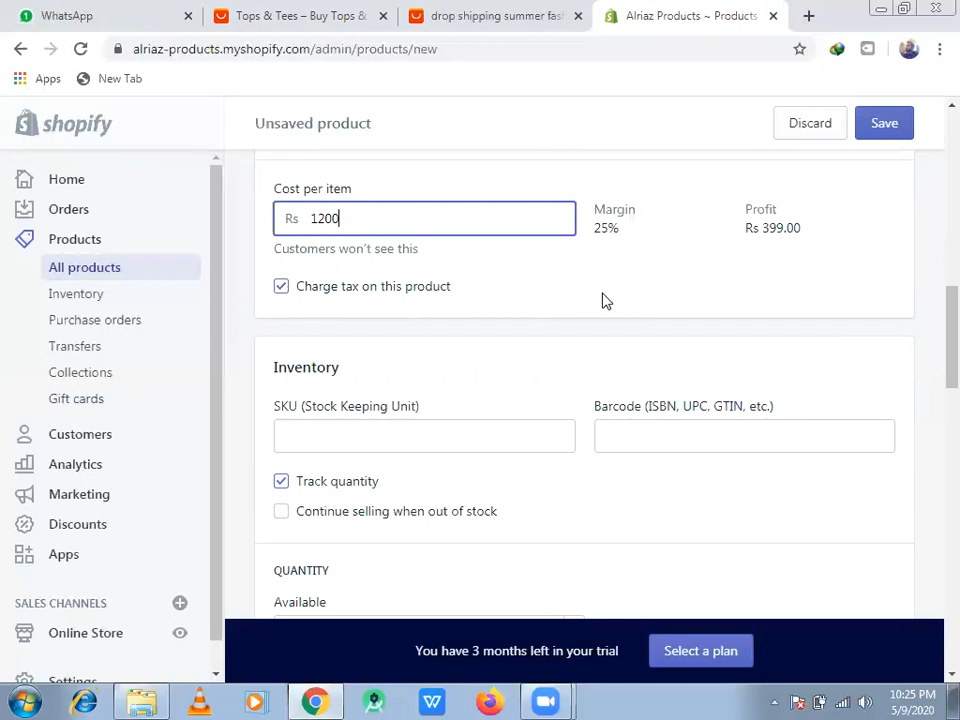 WhatsApp
Tops & Tees – Buy Tops &
drop shipping summer fas
Alriaz Products ~ Products
alriaz-products.myshopify.com/admin/products/new
Apps
New Tab
shopify
Unsaved product
Discard
Save
Home
Orders
Products
All products
Inventory
Purchase orders
Transfers
Collections
Gift cards
Customers
Analytics
Marketing
Discounts
Apps
SALES CHANNELS
Online Store
Settings
Cost per item
Rs 1200
Customers won't see this
Margin
25%
Profit
Rs 399.00
Charge tax on this product
Inventory
SKU (Stock Keeping Unit)
Barcode (ISBN, UPC, GTIN, etc.)
Track quantity
Continue selling when out of stock
QUANTITY
Available
You have 3 months left in your trial
Select a plan
10:25 PM
5/9/2020